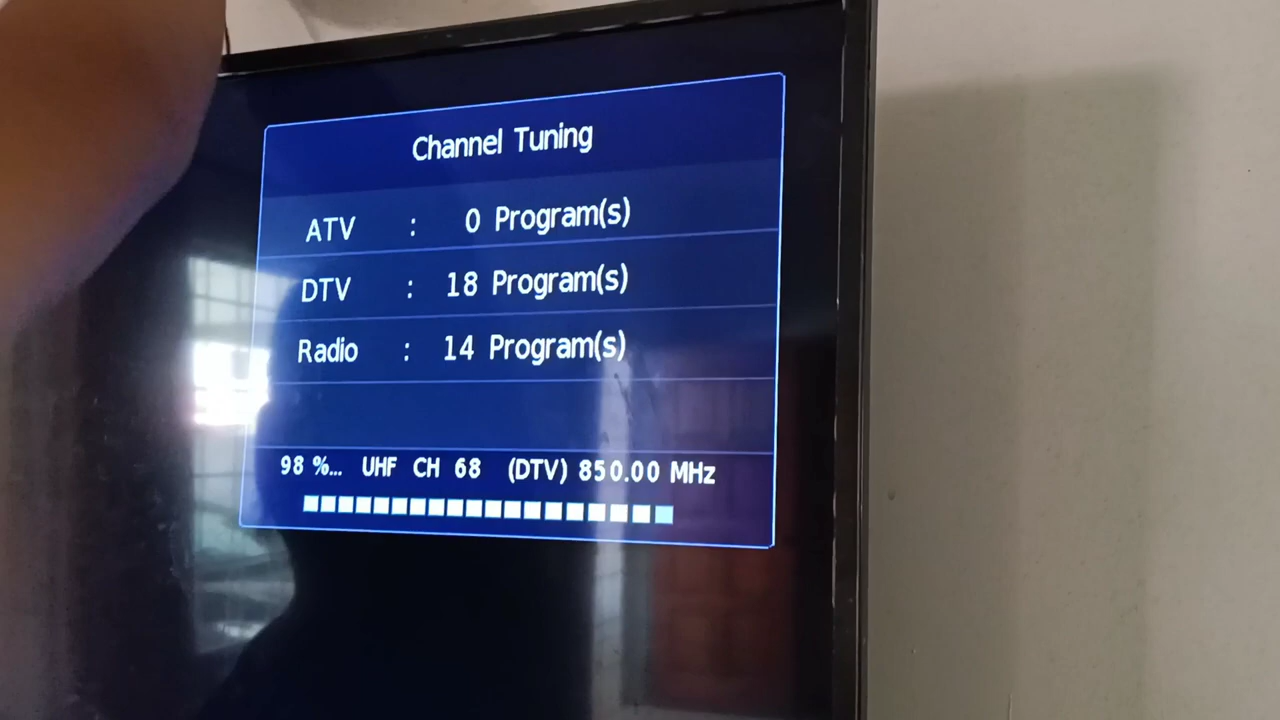 Channel Tuning
ATV : 0 Program(s)
DTV : 18 Program(s)
Radio : 14 Program(s)
98 %... UHF CH 68 (DTV) 850.00 MHz